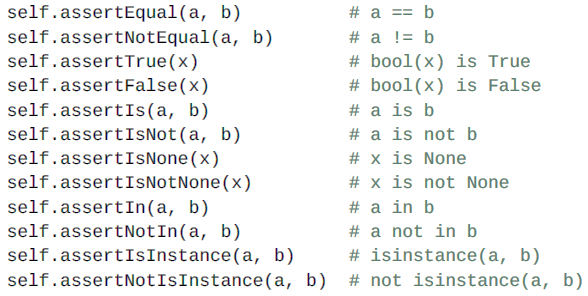 self.assertEqual(a, b)             # a == b
self.assertNotEqual(a, b)       # a != b
self.assertTrue(x)              # bool(x) is True
self.assertFalse(x)             # bool(x) is False
self.assertIs(a, b)             # a is b
self.assertIsNot(a, b)          # a is not b
self.assertIsNone(x)            # x is None
self.assertIsNotNone(x)         # x is not None
self.assertIn(a, b)             # a in b
self.assertNotIn(a, b)          # a not in b
self.assertIsInstance(a, b)     # isinstance(a, b)
self.assertNotIsInstance(a, b)  # not isinstance(a, b)